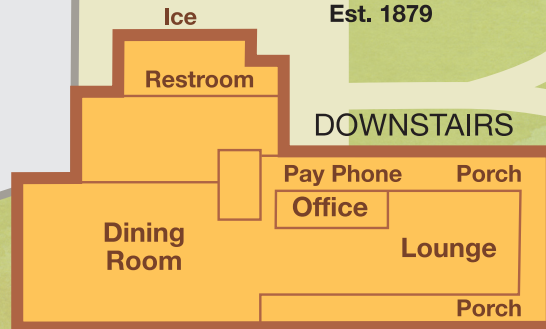 Ice
Est. 1879
Restroom
DOWNSTAIRS
Pay Phone
Porch
Office
Dining
Room
Lounge
Porch